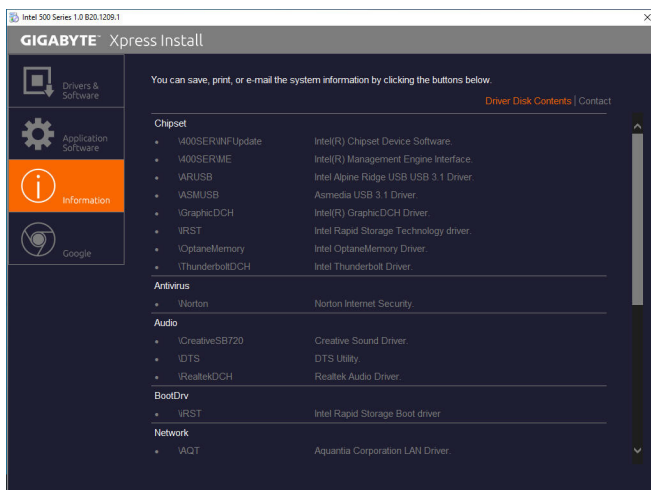 Intel 500 Series 1.0 B20.1209.1
GIGABYTE™ Xpress Install
Drivers &
Software
Application
Software
Information
Google
You can save, print, or e-mail the system information by clicking the buttons below.
Driver Disk Contents | Contact
Chipset
• \400SER\INFUpdate Intel(R) Chipset Device Software.
• \400SER\ME Intel(R) Management Engine Interface.
• \ARUSB Intel Alpine Ridge USB USB 3.1 Driver.
• \ASMUSB Asmedia USB 3.1 Driver.
• \GraphicDCH Intel(R) GraphicDCH Driver.
• \IRST Intel Rapid Storage Technology driver.
• \OptaneMemory Intel OptaneMemory Driver.
• \ThunderboltDCH Intel Thunderbolt Driver.
Antivirus
• \Norton Norton Internet Security.
Audio
• \CreativeSB720 Creative Sound Driver.
• \DTS DTS Utility.
• \RealtekDCH Realtek Audio Driver.
BootDrv
• \iRST Intel Rapid Storage Boot driver
Network
• \AQT Aquantia Corporation LAN Driver.